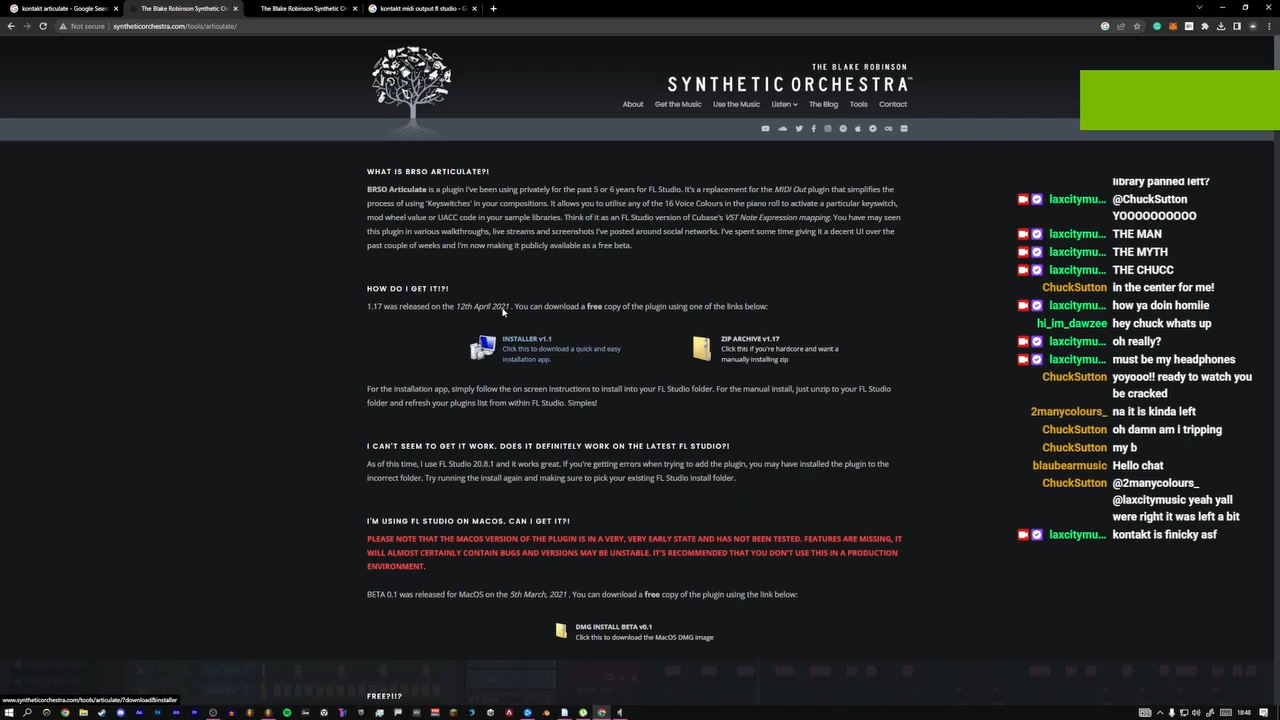 kontakt articulate - Google Sear
The Blake Robinson Synthetic Or
The Blake Robinson Synthetic Or
kontakt midi output fl studio - G
Not secure | syntheticorchestra.com/tools/articulate/
THE BLAKE ROBINSON
SYNTHETIC ORCHESTRA™
About Get the Music Use the Music Listen The Blog Tools Contact
WHAT IS BRSO ARTICULATE?!
BRSO Articulate is a plugin I've been using privately for the past 5 or 6 years for FL Studio. It's a replacement for the MIDI Out plugin that simplifies the
process of using 'Keyswitches' in your compositions. It allows you to utilise any of the 16 Voice Colours in the piano roll to activate a particular keyswitch,
mod wheel value or UACC code in your sample libraries. Think of it as an FL Studio version of Cubase's VST Note Expression mapping. You may have seen
this plugin in various walkthroughs, live streams and screenshots I've posted around social networks. I've spent some time giving it a decent UI over the
past couple of weeks and i'm now making it publicly available as a free beta.
HOW DO I GET IT!?!
1.17 was released on the 12th April 2021 . You can download a free copy of the plugin using one of the links below:
INSTALLER v1.1
Click this to download a quick and easy
installation app.
ZIP ARCHIVE v1.17
Click this if you're hardcore and want a
manually installing zip
For the installation app, simply follow the on screen instructions to install into your FL Studio folder. For the manual install, just unzip to your FL Studio
folder and refresh your plugins list from within FL Studio. Simples!
I CAN'T SEEM TO GET IT WORK. DOES IT DEFINITELY WORK ON THE LATEST FL STUDIO?!
As of this time, I use FL Studio 20.8.1 and it works great. If you're getting errors when trying to add the plugin, you may have installed the plugin to the
incorrect folder. Try running the install again and making sure to pick your existing FL Studio install folder.
I'M USING FL STUDIO ON MACOS. CAN I GET IT?!
PLEASE NOTE THAT THE MACOS VERSION OF THE PLUGIN IS IN A VERY, VERY EARLY STATE AND HAS NOT BEEN TESTED. FEATURES ARE MISSING, IT
WILL ALMOST CERTAINLY CONTAIN BUGS AND VERSIONS MAY BE UNSTABLE. IT'S RECOMMENDED THAT YOU DON'T USE THIS IN A PRODUCTION
ENVIRONMENT.
BETA 0.1 was released for MacOS on the 5th March, 2021 . You can download a free copy of the plugin using the link below:
DMG INSTALL BETA v0.1
Click this to download the MacOS DMG image
FREE?!!?
library panned left?
laxcitymu... @ChuckSutton
YOOOOOOOOOO
laxcitymu... THE MAN
laxcitymu... THE MYTH
laxcitymu... THE CHUCC
ChuckSutton in the center for me!
laxcitymu... how ya doin homiie
hi_im_dawzee hey chuck whats up
laxcitymu... oh really?
laxcitymu... must be my headphones
ChuckSutton yoyooo!! ready to watch you
be cracked
2manycolours_ na it is kinda left
ChuckSutton oh damn am i tripping
ChuckSutton my b
blaubearmusic Hello chat
ChuckSutton @2manycolours_
@laxcitymusic yeah yall
were right it was left a bit
laxcitymu... kontakt is finicky asf
www.syntheticorchestra.com/tools/articulate/?download&installer
18:48